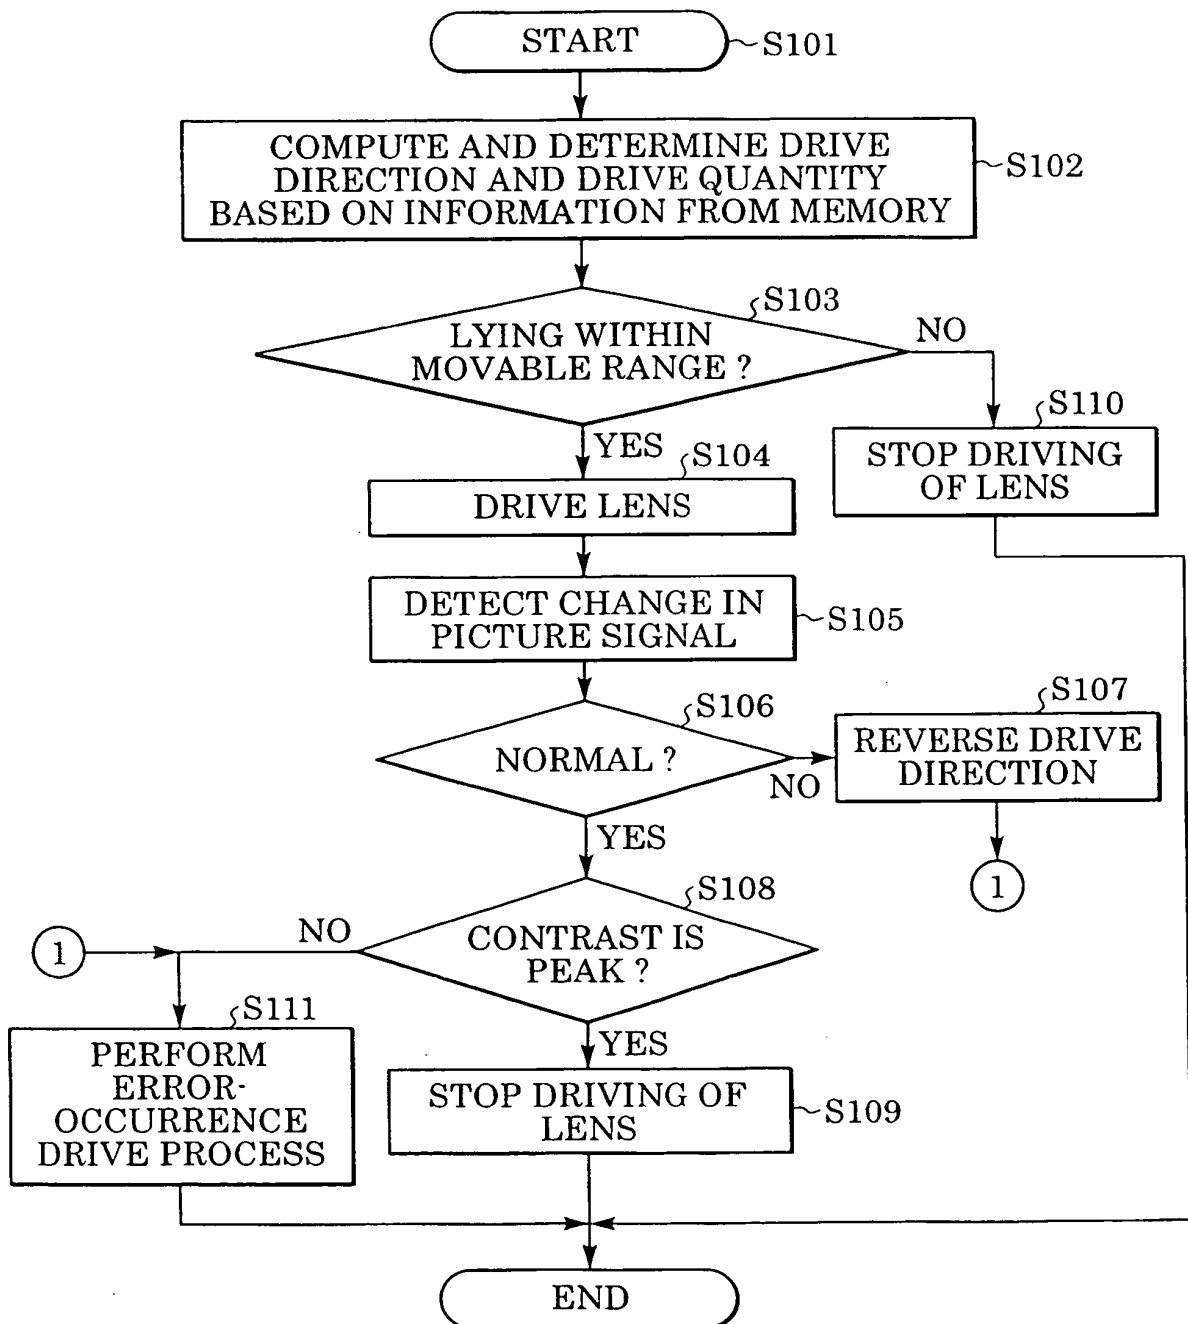 START
S101
COMPUTE AND DETERMINE DRIVE
DIRECTION AND DRIVE QUANTITY
BASED ON INFORMATION FROM MEMORY
S102
S103
LYING WITHIN
MOVABLE RANGE ?
NO
YES
S110
STOP DRIVING
OF LENS
S104
DRIVE LENS
DETECT CHANGE IN
PICTURE SIGNAL
S105
S106
NORMAL ?
NO
YES
S107
REVERSE DRIVE
DIRECTION
1
S108
CONTRAST IS
PEAK ?
NO
1
YES
S111
PERFORM
ERROR-
OCCURRENCE
DRIVE PROCESS
STOP DRIVING OF
LENS
S109
END